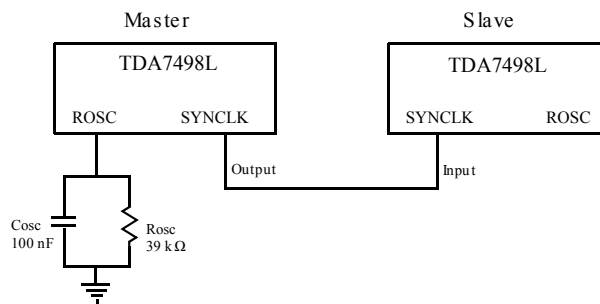 Master
Slave
TDA7498L
TDA7498L
ROSC
SYNCLK
SYNCLK
ROSC
Output
Input
Cosc
100 nF
Rosc
39 kΩ